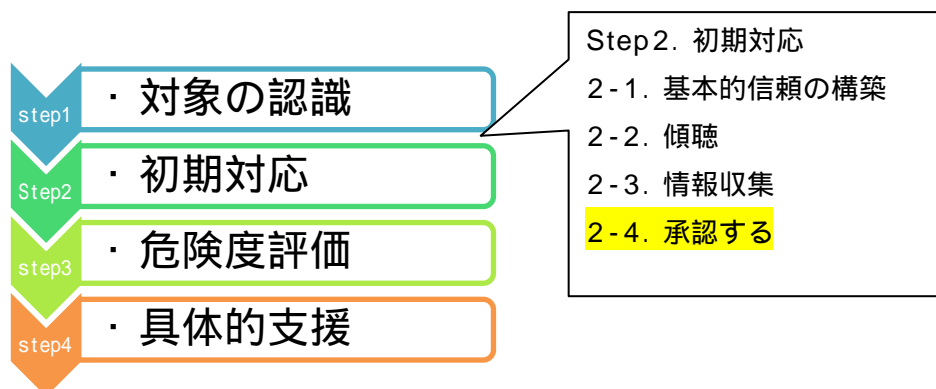 step1
・対象の認識
Step2
・初期対応
step3
・危険度評価
step4
・具体的支援
Step2. 初期対応
2-1. 基本的信頼の構築
2-2. 傾聴
2-3. 情報収集
2-4. 承認する